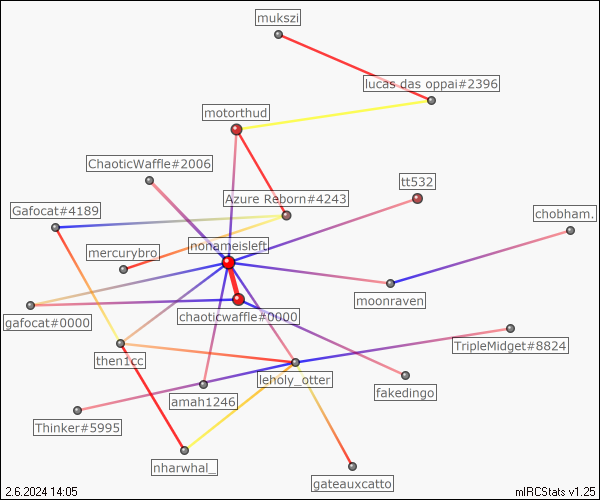 mukszi
lucas das oppai#2396
motorthud
ChaoticWaffle#2006
tt532
Azure Reborn#4243
Gafocat#4189
chobham.
nonameisleft
mercurybro
moonraven
chaoticwaffle#0000
gafocat#0000
TripleMidget#8824
then1cc
leholy_otter
fakedingo
amah1246
Thinker#5995
nharwhal_
gateauxcatto
2.6.2024 14:05
mIRCStats v1.25